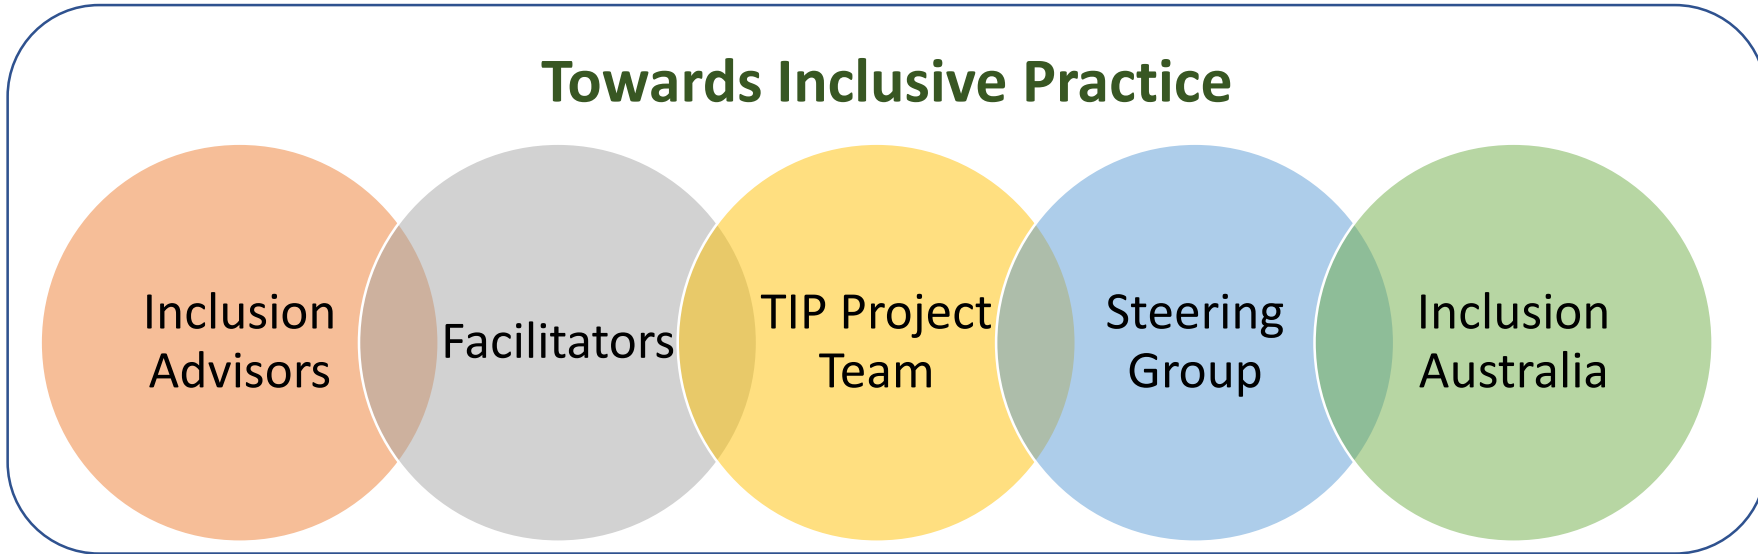 Towards Inclusive Practice
Inclusion
Advisors
Facilitators
TIP Project
Team
Steering
Group
Inclusion
Australia